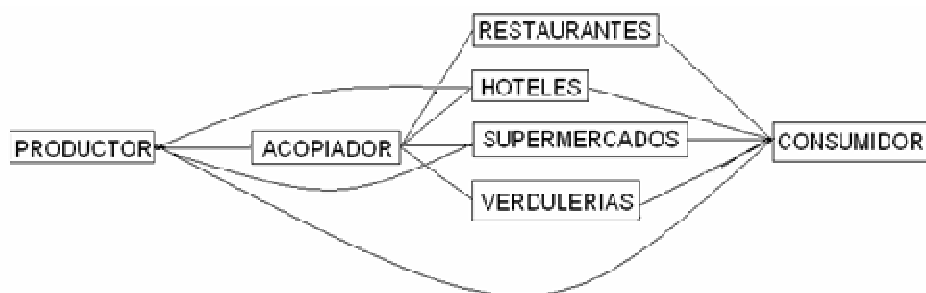 RESTAURANTES
HOTELES
PRODUCTOR
ACOPIADOR
SUPERMERCADOS
CONSUMIDOR
VERDULERIAS